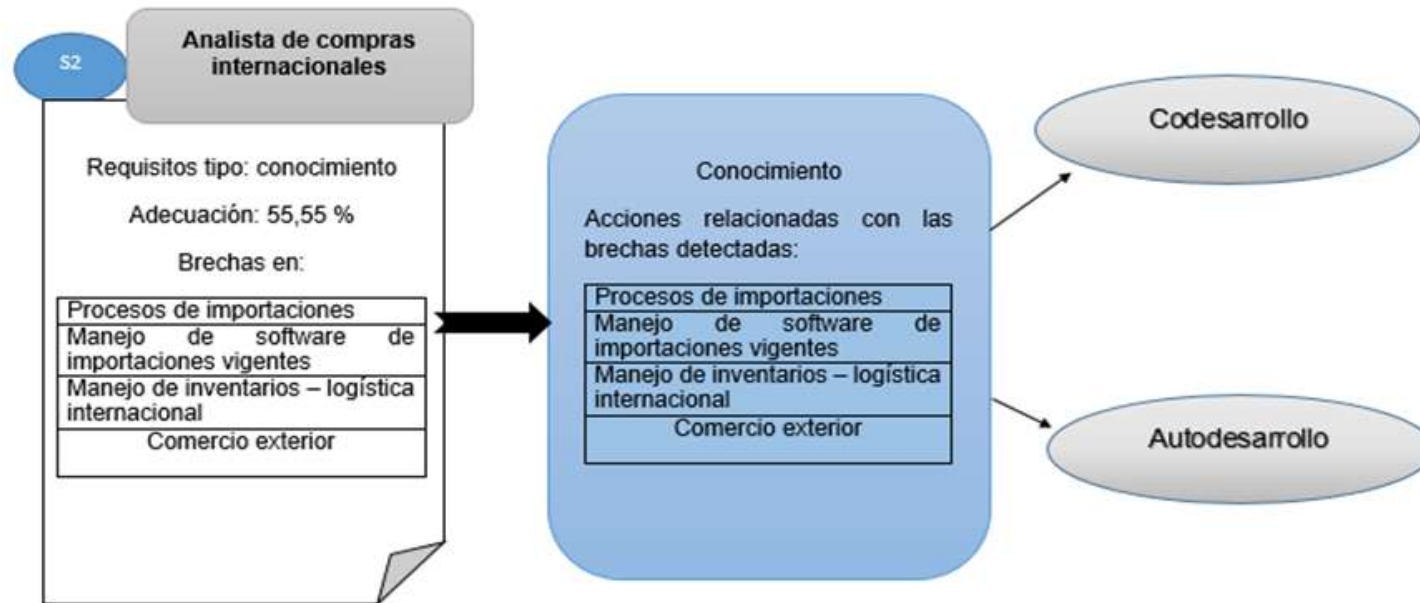 S2
Analista de compras
internacionales
Requisitos tipo: conocimiento
Adecuación: 55,55 %
Brechas en:
Procesos de importaciones
Manejo de software de
importaciones vigentes
Manejo de inventarios – logística
internacional
Comercio exterior
Conocimiento
Acciones relacionadas con las
brechas detectadas:
Procesos de importaciones
Manejo de software de
importaciones vigentes
Manejo de inventarios – logística
internacional
Comercio exterior
Codesarrollo
Autodesarrollo